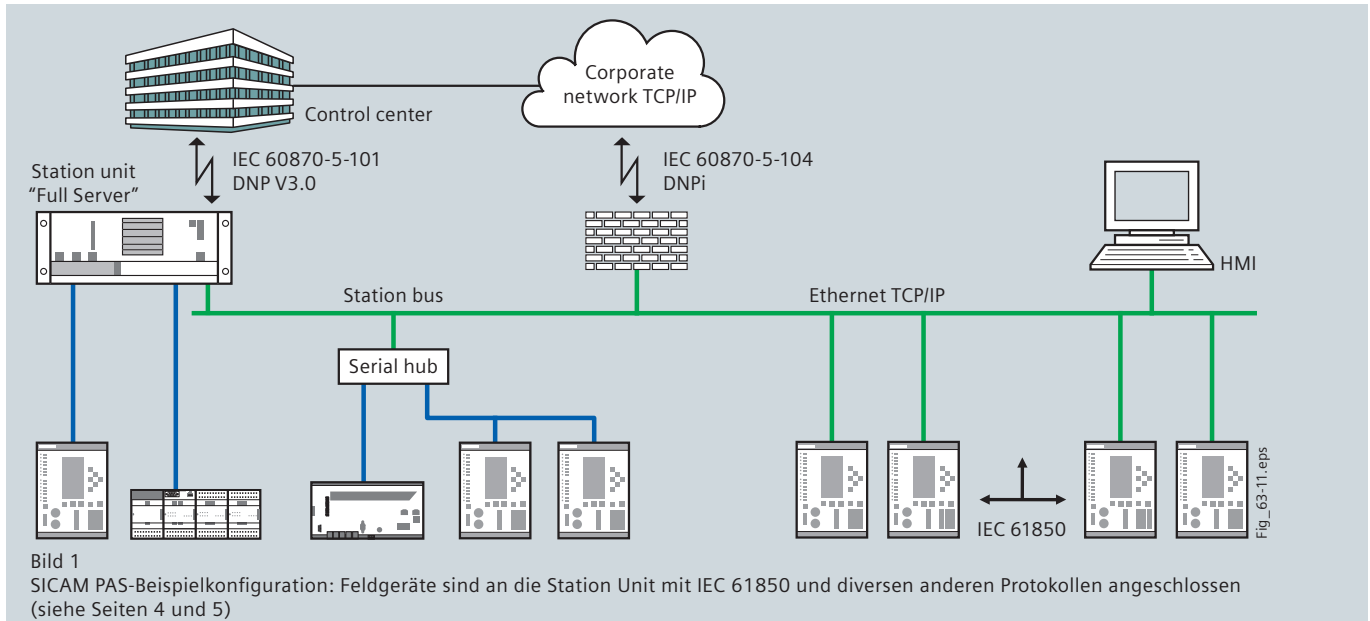 Corporate
network TCP/IP
Control center
IEC 60870-5-101
DNP V3.0
IEC 60870-5-104
DNPi
Station unit
“Full Server”
HMI
Station bus
Ethernet TCP/IP
Serial hub
IEC 61850
Fig_63-11.eps
Bild 1
SICAM PAS-Beispielkonfiguration: Feldgeräte sind an die Station Unit mit IEC 61850 und diversen anderen Protokollen angeschlossen
(siehe Seiten 4 und 5)